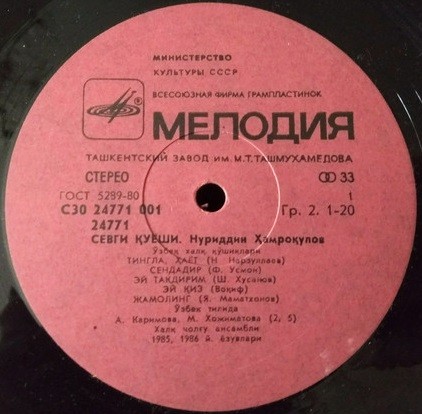 МИНИСТЕРСТВО
КУЛЬТУРЫ СССР
ВСЕСОЮЗНАЯ ФИРМА ГРАМПЛАСТИНОК
МЕЛОДИЯ
ТАШКЕНТСКИЙ ЗАВОД ИМ. М.Т.ТАШМУХАМЕДОВА
СТЕРЕО 33
ГОСТ 5289-80 1
С30 24771 001 Гр. 2. 1-20
24771
СЕВГИ ҚУЁШИ. Нуриддин Ҳамроқулов
Ўзбек халқ қўшиқлари
ТИНГЛА, ҲАЁТ (Н. Норзуллаев)
СЕНДАДИР (Ф. Усмон)
ЭЙ ТАҚДИРИМ (Ш. Хусанов)
ЭЙ ҚИЗ (Воқиф)
ЖАМОЛИНГ (Я. Маматхонов)
Ўзбек тилида
А. Каримова, М. Хожиматова (2, 5)
Халқ чолғу ансамбли
1985, 1986 й. ёзувлари